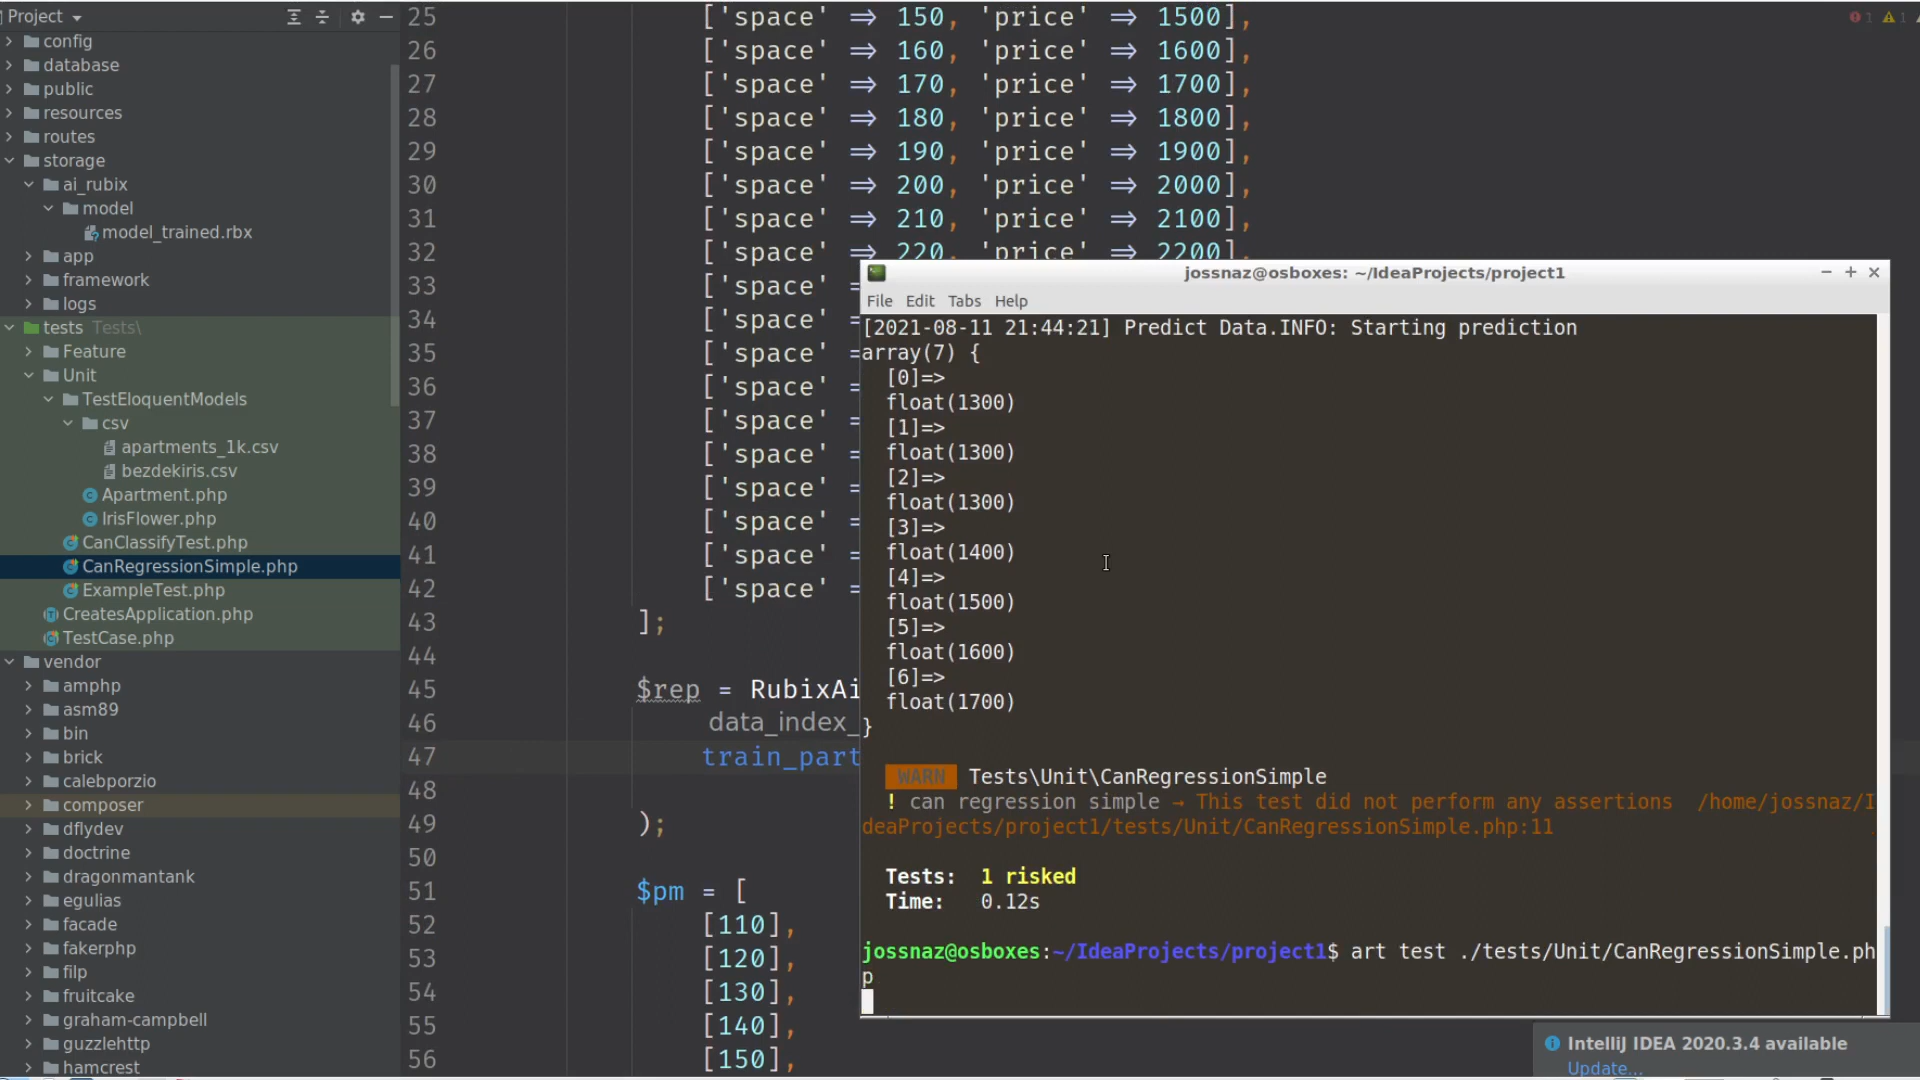 Project
config
database
public
resources
routes
storage
ai_rubix
model
model_trained.rbx
app
framework
logs
tests Tests\
Feature
Unit
TestEloquentModels
csv
apartments_1k.csv
bezdekiris.csv
Apartment.php
IrisFlower.php
CanClassifyTest.php
CanRegressionSimple.php
ExampleTest.php
CreatesApplication.php
TestCase.php
vendor
amphp
asm89
bin
brick
calebporzio
composer
dflydev
doctrine
dragonmantank
egulias
facade
fakerphp
filp
fruitcake
graham-campbell
guzzlehttp
hamcrest
25 ['space' => 150, 'price' => 1500],
26 ['space' => 160, 'price' => 1600],
27 ['space' => 170, 'price' => 1700],
28 ['space' => 180, 'price' => 1800],
29 ['space' => 190, 'price' => 1900],
30 ['space' => 200, 'price' => 2000],
31 ['space' => 210, 'price' => 2100],
32 ['space' => 220, 'price' => 2200],
33 ['space' =
34 ['space' =
35 ['space' =
36 ['space' =
37 ['space' =
38 ['space' =
39 ['space' =
40 ['space' =
41 ['space' =
42 ['space' =
43 ];
44
45 $rep = RubixAi
46 data_index_
47 train_part
48
49 );
50
51 $pm = [
52 [110],
53 [120],
54 [130],
55 [140],
56 [150],
1 1
jossnaz@osboxes: ~/IdeaProjects/project1
File Edit Tabs Help
[2021-08-11 21:44:21] Predict Data.INFO: Starting prediction
array(7) {
[0]=>
float(1300)
[1]=>
float(1300)
[2]=>
float(1300)
[3]=>
float(1400)
[4]=>
float(1500)
[5]=>
float(1600)
[6]=>
float(1700)
}
WARN Tests\Unit\CanRegressionSimple
! can regression simple → This test did not perform any assertions /home/jossnaz/I
deaProjects/project1/tests/Unit/CanRegressionSimple.php:11
Tests: 1 risked
Time: 0.12s
jossnaz@osboxes:~/IdeaProjects/project1$ art test ./tests/Unit/CanRegressionSimple.ph
p
IntelliJ IDEA 2020.3.4 available
Update...